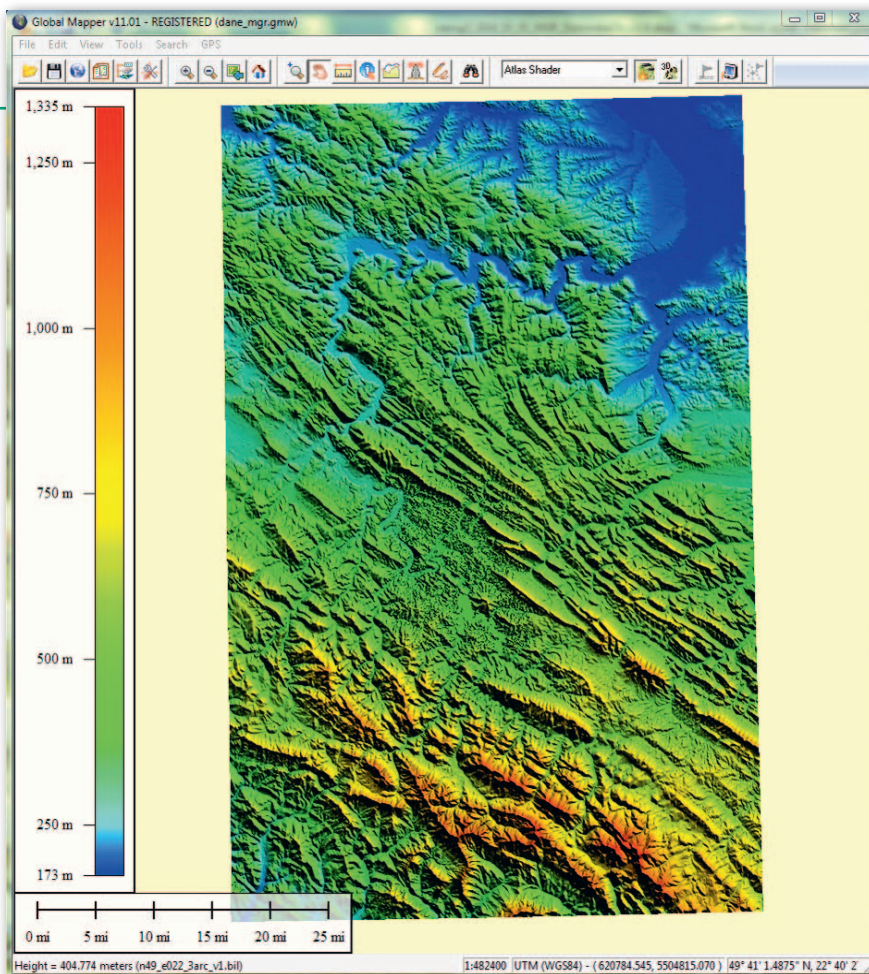 Global Mapper v11.01 - REGISTERED (dane_mgr.gmw)
File Edit View Tools Search GPS
Atlas Shader
3D
1,335 m
1,250 m
1,000 m
750 m
500 m
250 m
173 m
0 mi 5 mi 10 mi 15 mi 20 mi 25 mi
Height = 404.774 meters (n49_e022_3arc_v1.bil)
1:482400 UTM (WGS84) - ( 620784.545, 5504815.070 ) 49° 41' 1.4875" N, 22° 40' 2'